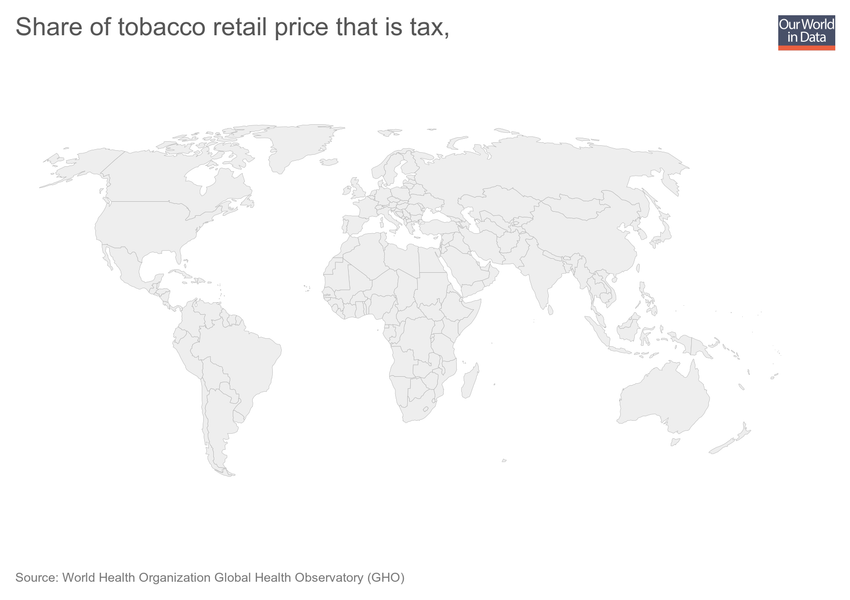 Share of tobacco retail price that is tax,
Our World
in Data
Source: World Health Organization Global Health Observatory (GHO)